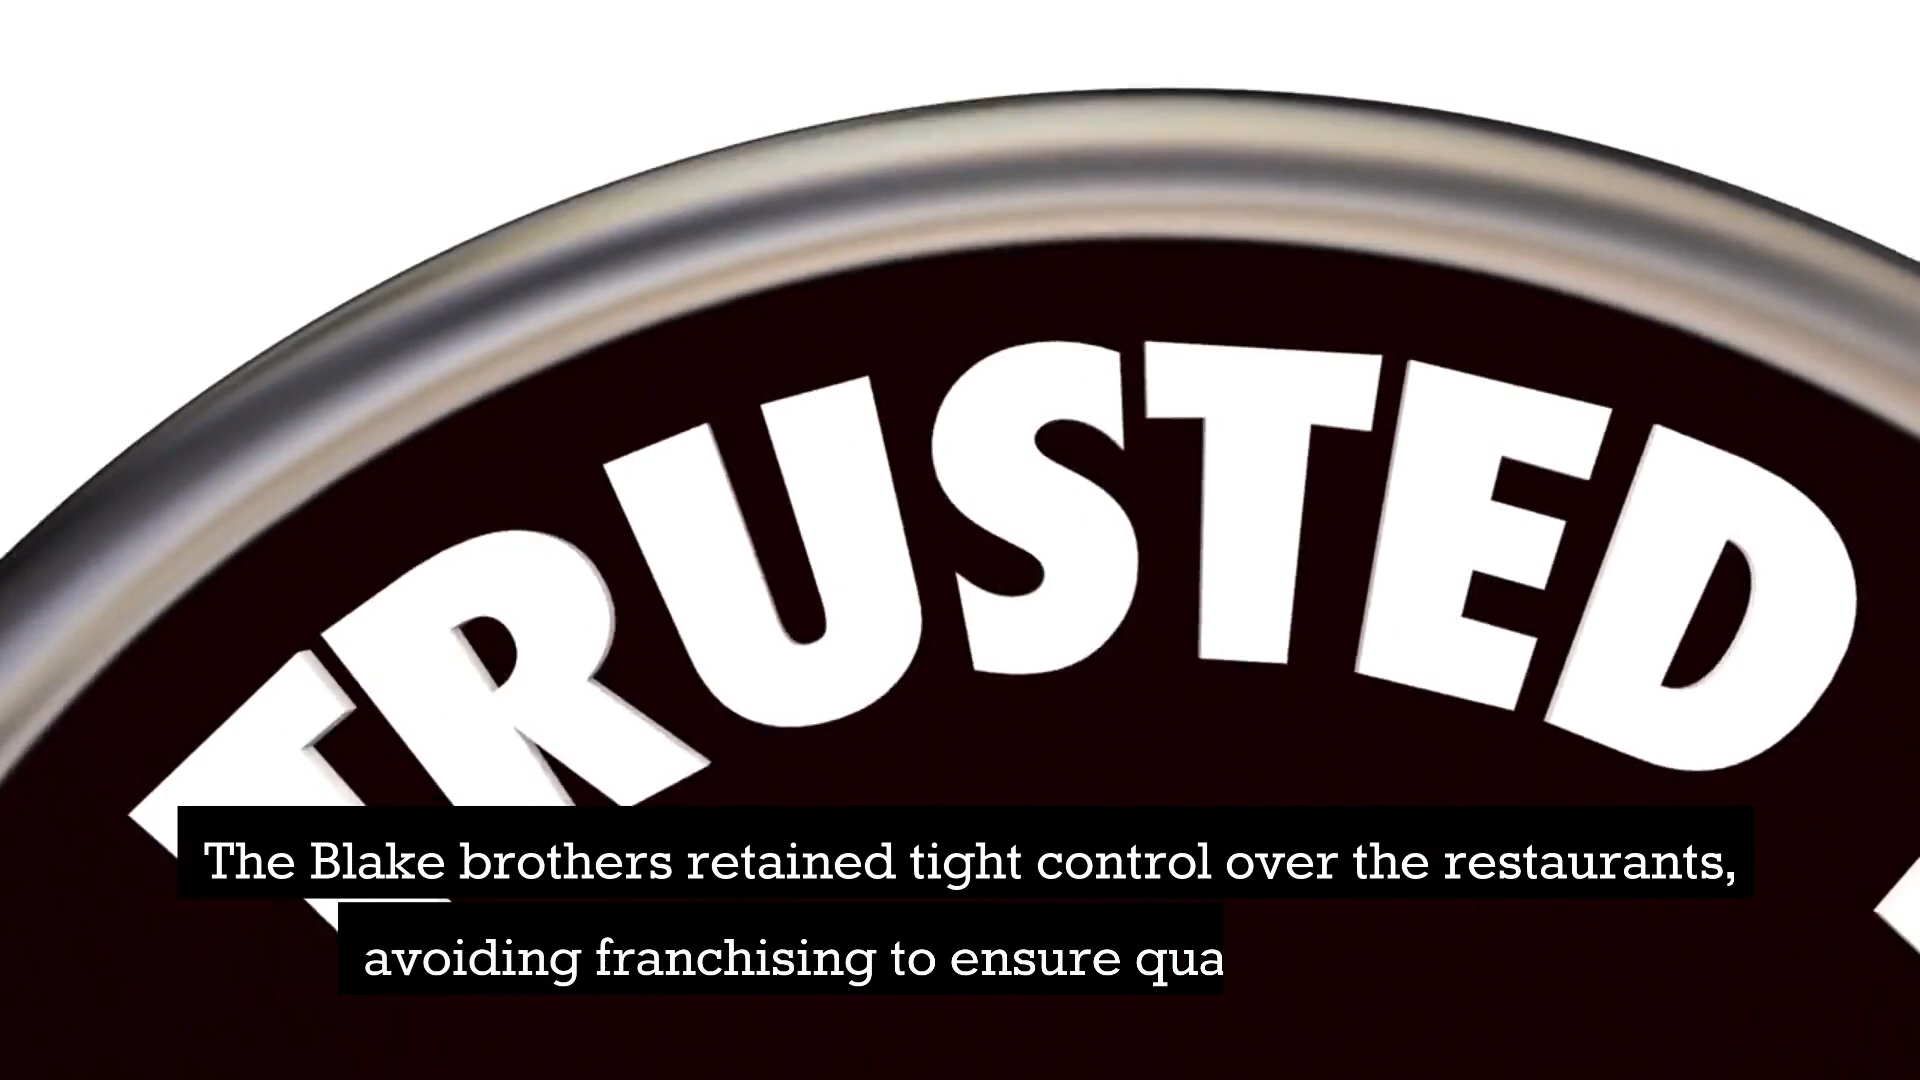 TRUSTED
The Blake brothers retained tight control over the restaurants,
avoiding franchising to ensure qua